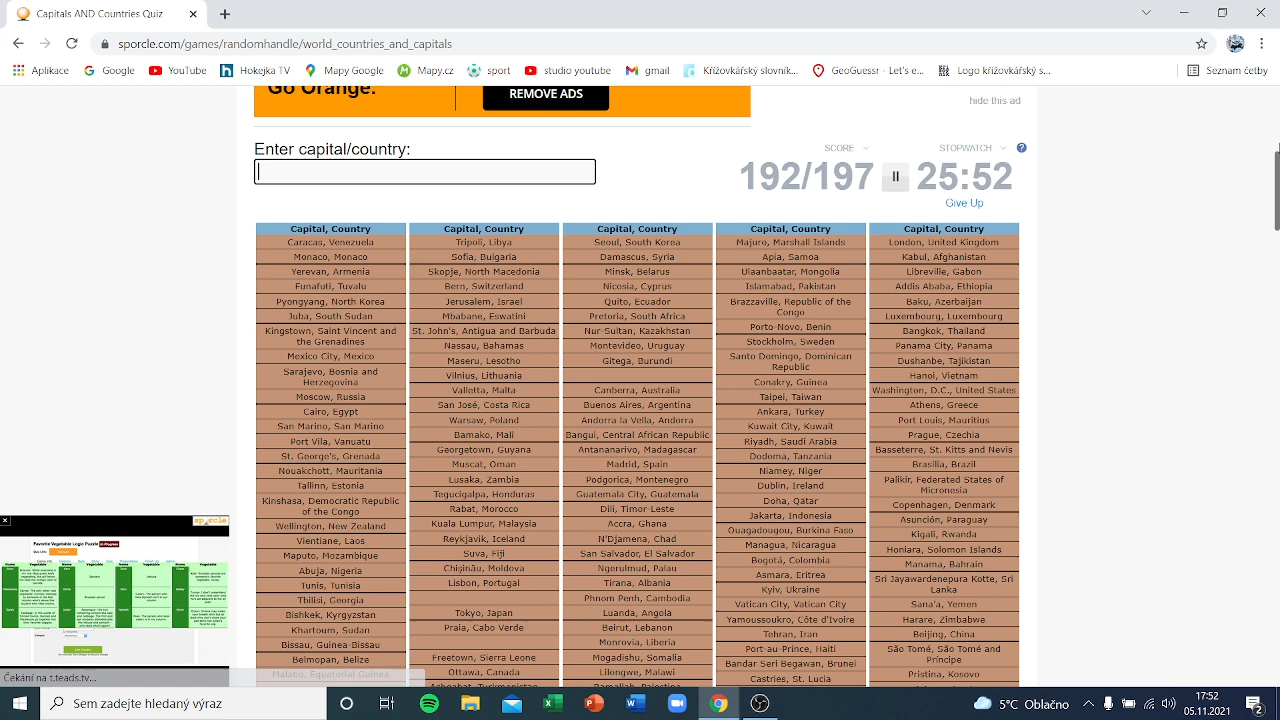 Capital AND Country Quiz
sporcle.com/games/g/country_and_capitals
Aplikace
Google
YouTube
Hokejka TV
Mapy Google
Mapy.cz
sport
studio youtube
gmail
Křížovkářský slovník...
GeoGuessr - Let's e...
Logo křovkářský s...
Seznam četby
Go Orange.
REMOVE ADS
hide this ad
Enter capital/country:
SCORE
STOPWATCH
192/197
25:52
Give Up
Capital, Country
Caracas, Venezuela
Monaco, Monaco
Yerevan, Armenia
Funafuti, Tuvalu
Pyongyang, North Korea
Juba, South Sudan
Kingstown, Saint Vincent and
the Grenadines
Mexico City, Mexico
Sarajevo, Bosnia and
Herzegovina
Moscow, Russia
Cairo, Egypt
San Marino, San Marino
Port Vila, Vanuatu
St. George's, Grenada
Nouakchott, Mauritania
Tallinn, Estonia
Kinshasa, Democratic Republic
of the Congo
Wellington, New Zealand
Vientiane, Laos
Maputo, Mozambique
Abuja, Nigeria
Tunis, Tunisia
Tbilisi, Georgia
Bishkek, Kyrgyzstan
Khartoum, Sudan
Bissau, Guinea-Bissau
Belmopan, Belize
Malabo, Equatorial Guinea
Capital, Country
Tripoli, Libya
Sofia, Bulgaria
Skopje, North Macedonia
Bern, Switzerland
Jerusalem, Israel
Mbabane, Eswatini
St. John's, Antigua and Barbuda
Nassau, Bahamas
Maseru, Lesotho
Vilnius, Lithuania
Valletta, Malta
San José, Costa Rica
Warsaw, Poland
Bamako, Mali
Georgetown, Guyana
Muscat, Oman
Lusaka, Zambia
Tegucigalpa, Honduras
Rabat, Morocco
Kuala Lumpur, Malaysia
Reykjavik, Iceland
Suva, Fiji
Chişinău, Moldova
Lisbon, Portugal
Tokyo, Japan
Praia, Cabo Verde
Freetown, Sierra Leone
Ottawa, Canada
Ashgabat, Turkmenistan
Capital, Country
Seoul, South Korea
Damascus, Syria
Minsk, Belarus
Nicosia, Cyprus
Quito, Ecuador
Pretoria, South Africa
Nur-Sultan, Kazakhstan
Montevideo, Uruguay
Gitega, Burundi
Canberra, Australia
Buenos Aires, Argentina
Andorra la Vella, Andorra
Bangui, Central African Republic
Antananarivo, Madagascar
Madrid, Spain
Podgorica, Montenegro
Guatemala City, Guatemala
Dili, Timor-Leste
Accra, Ghana
N'Djamena, Chad
San Salvador, El Salvador
Ngerulmud, Palau
Tirana, Albania
Phnom Penh, Cambodia
Luanda, Angola
Beirut, Lebanon
Monrovia, Liberia
Mogadishu, Somalia
Lilongwe, Malawi
Ramallah, Palestine
Capital, Country
Majuro, Marshall Islands
Apia, Samoa
Ulaanbaatar, Mongolia
Islamabad, Pakistan
Brazzaville, Republic of the
Congo
Porto-Novo, Benin
Stockholm, Sweden
Santo Domingo, Dominican
Republic
Conakry, Guinea
Taipei, Taiwan
Ankara, Turkey
Kuwait City, Kuwait
Riyadh, Saudi Arabia
Dodoma, Tanzania
Niamey, Niger
Dublin, Ireland
Doha, Qatar
Jakarta, Indonesia
Ouagadougou, Burkina Faso
Managua, Nicaragua
Bogotá, Colombia
Asmara, Eritrea
Kyiv, Ukraine
Vatican City, Vatican City
Yamoussoukro, Côte d'Ivoire
Tehran, Iran
Port-au-Prince, Haiti
Bandar Seri Begawan, Brunei
Castries, St. Lucia
Capital, Country
London, United Kingdom
Kabul, Afghanistan
Libreville, Gabon
Addis Ababa, Ethiopia
Baku, Azerbaijan
Luxembourg, Luxembourg
Bangkok, Thailand
Panama City, Panama
Dushanbe, Tajikistan
Hanoi, Vietnam
Washington, D.C., United States
Athens, Greece
Port Louis, Mauritius
Prague, Czechia
Basseterre, St. Kitts and Nevis
Brasília, Brazil
Palikir, Federated States of
Micronesia
Copenhagen, Denmark
Asunción, Paraguay
Kigali, Rwanda
Honiara, Solomon Islands
Manama, Bahrain
Sri Jayawardenepura Kotte, Sri
Lanka
Sana'a, Yemen
Harare, Zimbabwe
Beijing, China
São Tomé, São Tomé and
Príncipe
Pristina, Kosovo
sporcle
Favorite Vegetable Logic Puzzle In Progress
Čekání na t.teads.tv...
Sem zadejte hledaný výraz
5°C Skoro jasno
17:52
05.11.2021
2